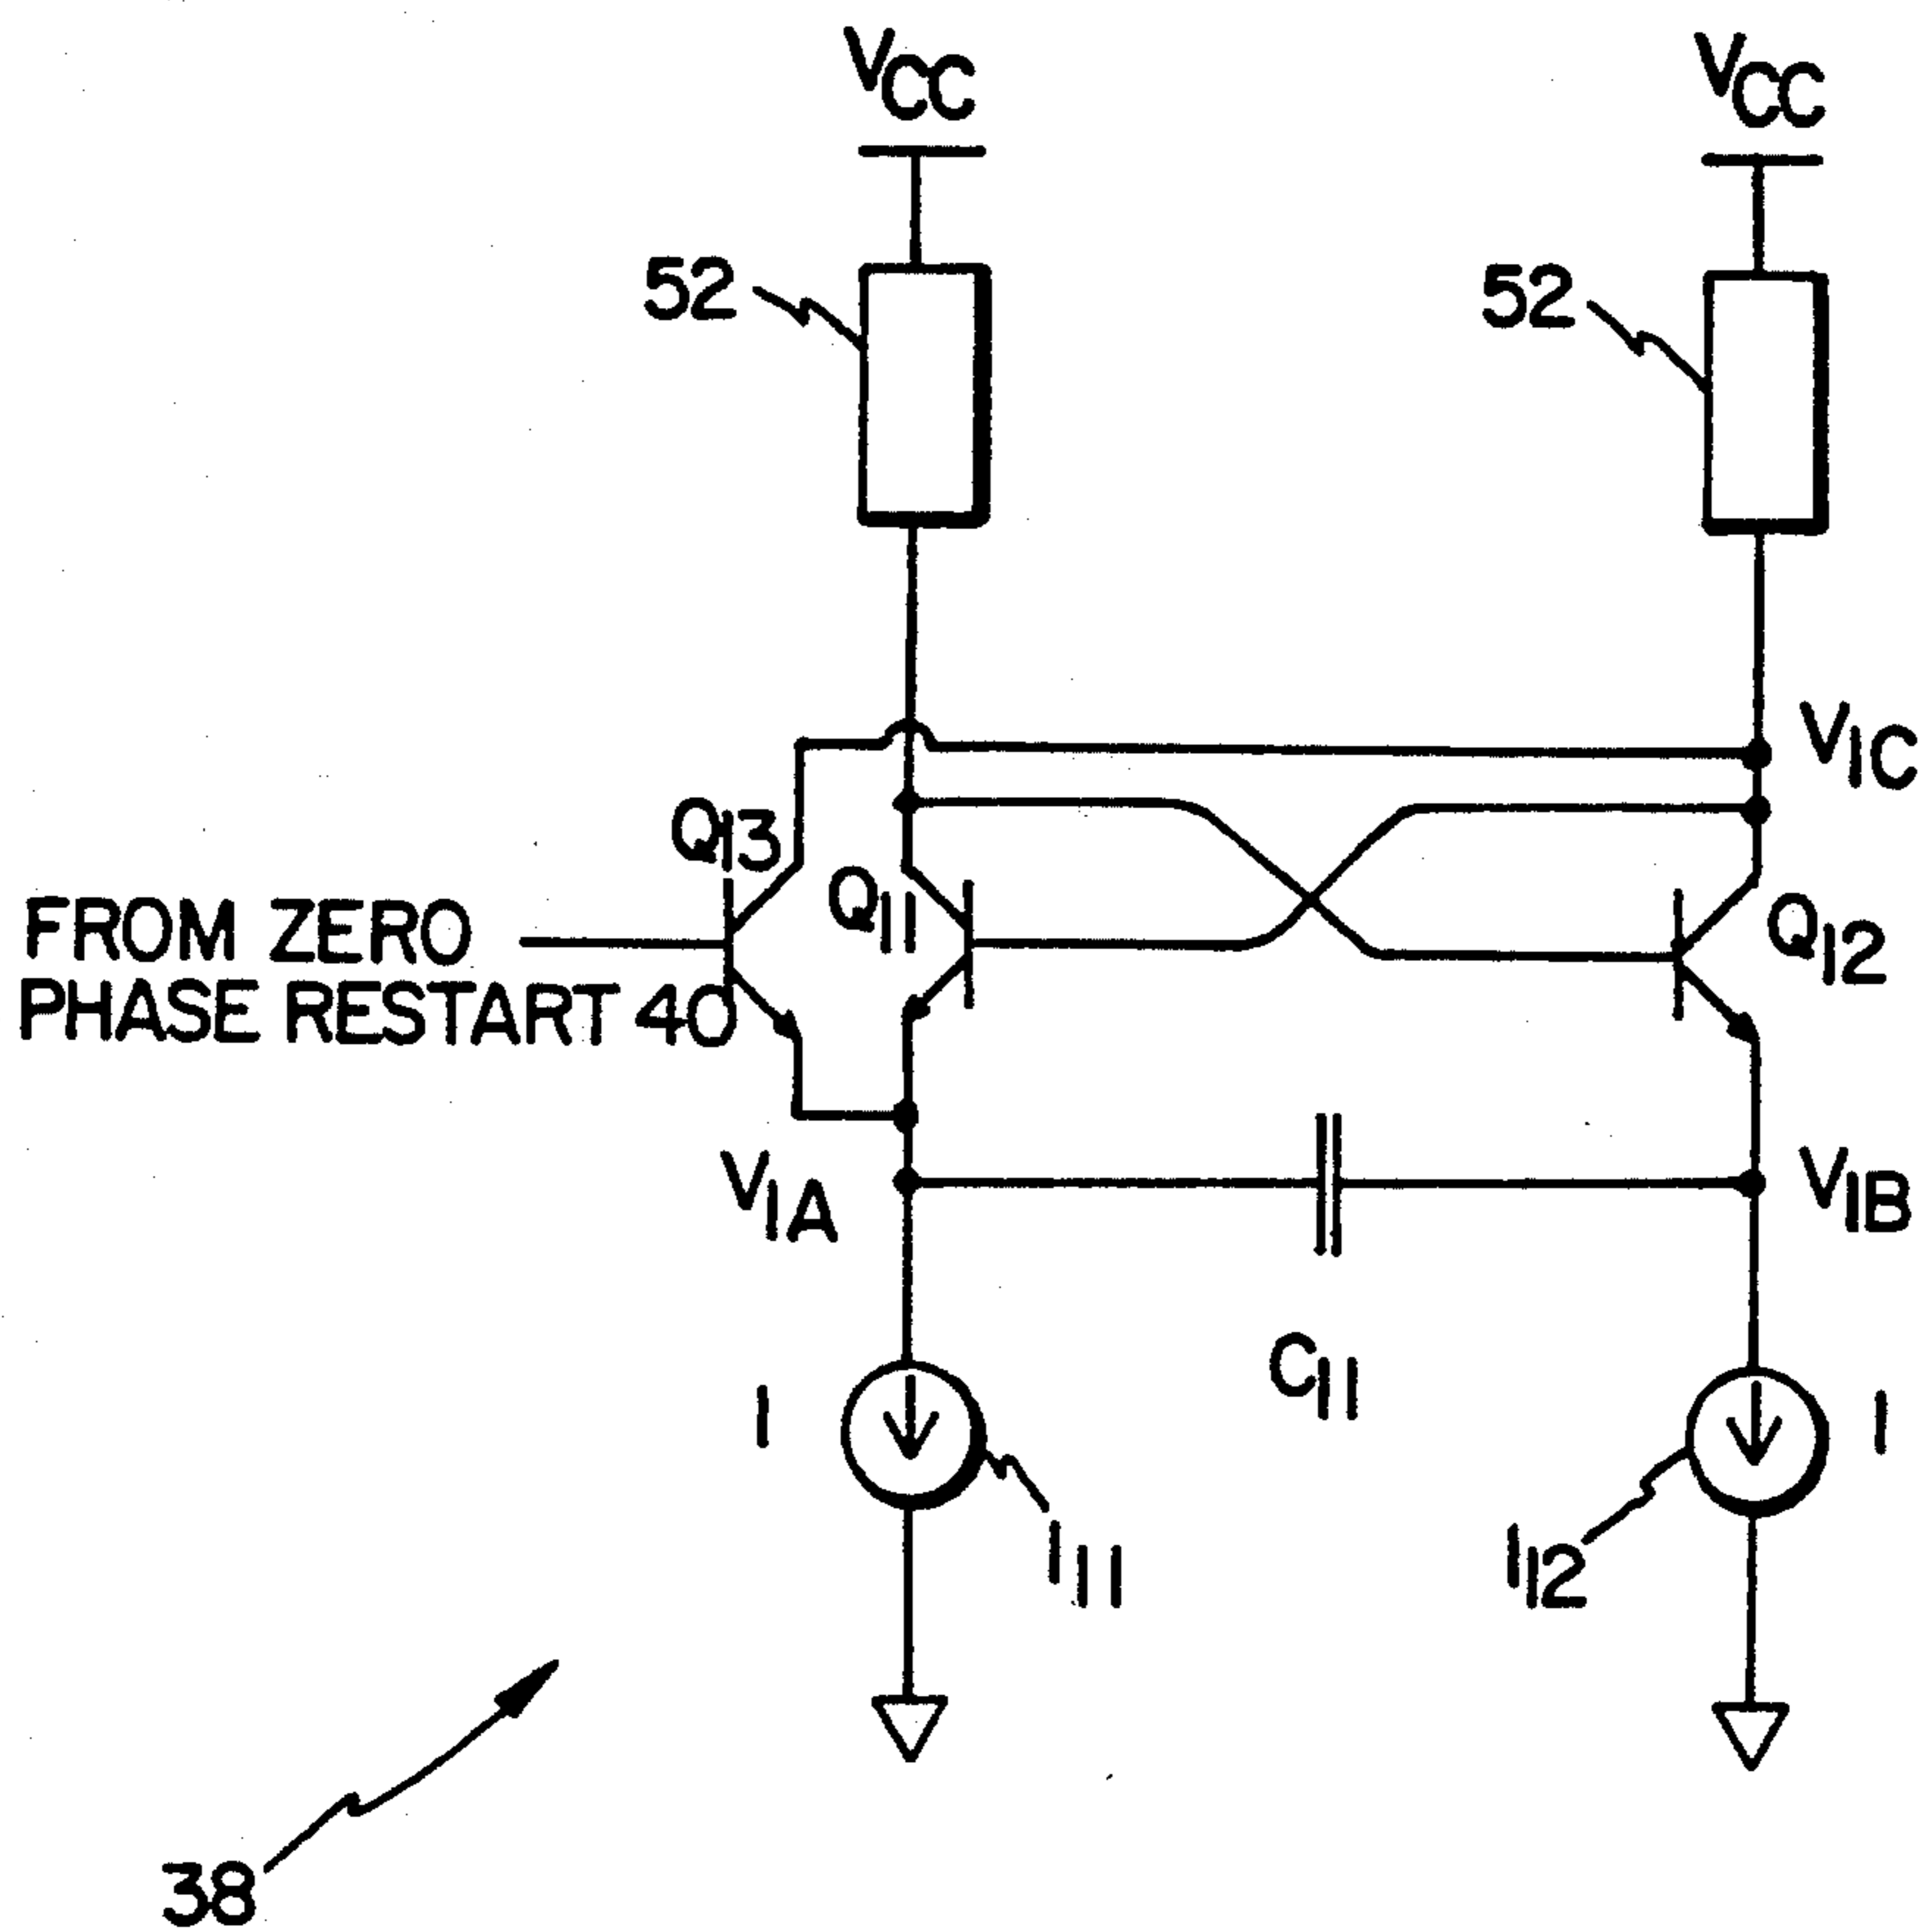 VCC
VCC
52
52
V1C
Q13
Q11
Q12
FROM ZERO
PHASE RESTART 40
V1A
V1B
C11
I
I
I11
I12
38